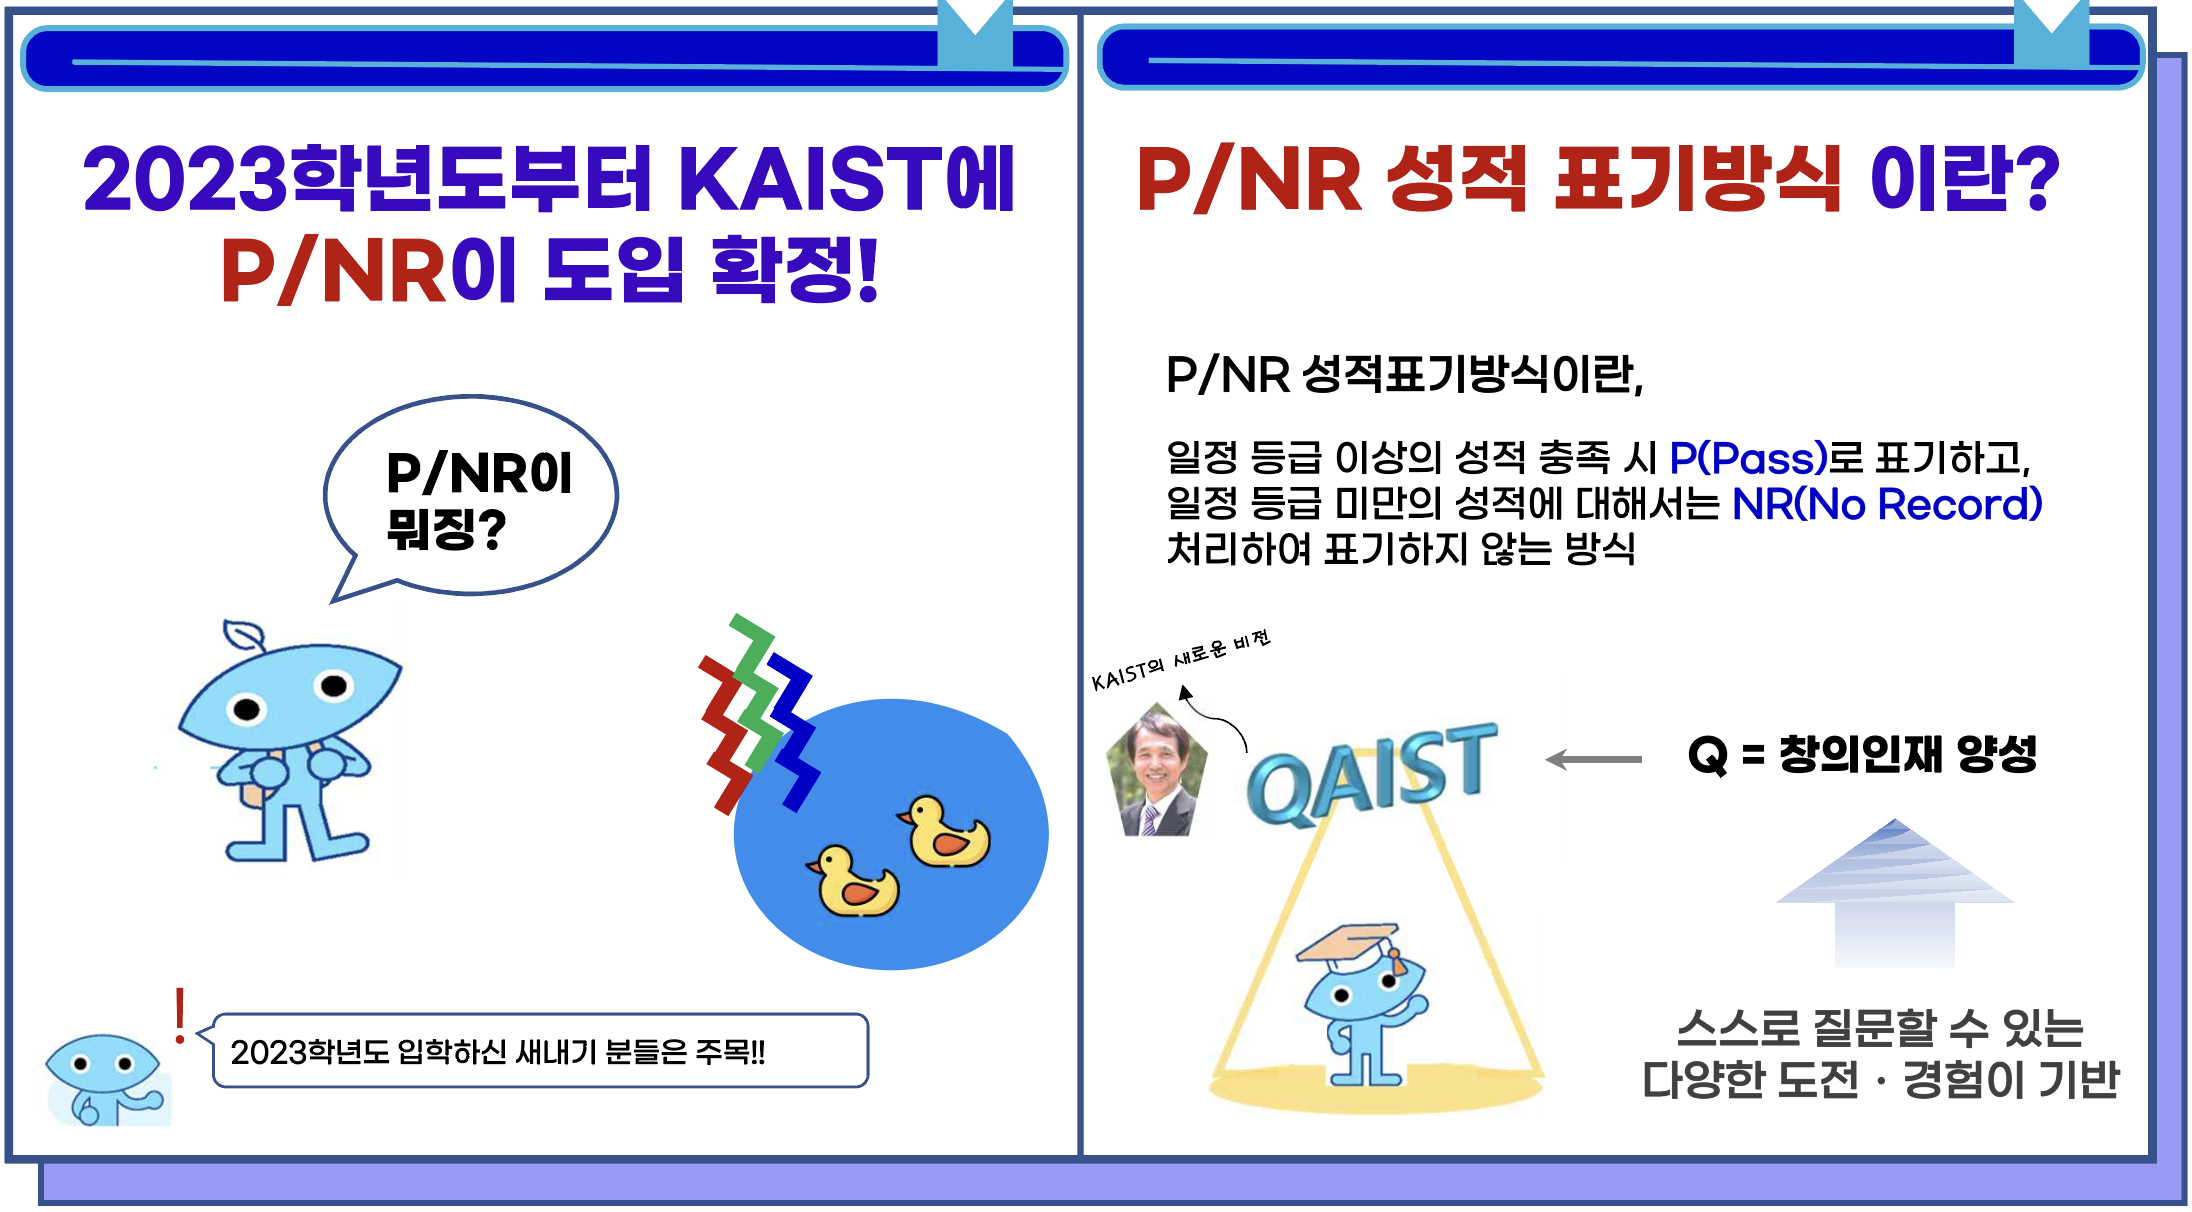 2023학년도부터 KAIST에
P/NR이 도입 확정!
P/NR이
뭐징?
!
2023학년도 입학하신 새내기 분들은 주목!!
P/NR 성적 표기방식 이란?
P/NR 성적표기방식이란,
일정 등급 이상의 성적 충족 시 P(Pass)로 표기하고,
일정 등급 미만의 성적에 대해서는 NR(No Record)
처리하여 표기하지 않는 방식
KAIST의 새로운 비전
QAIST
Q = 창의인재 양성
스스로 질문할 수 있는
다양한 도전 · 경험이 기반